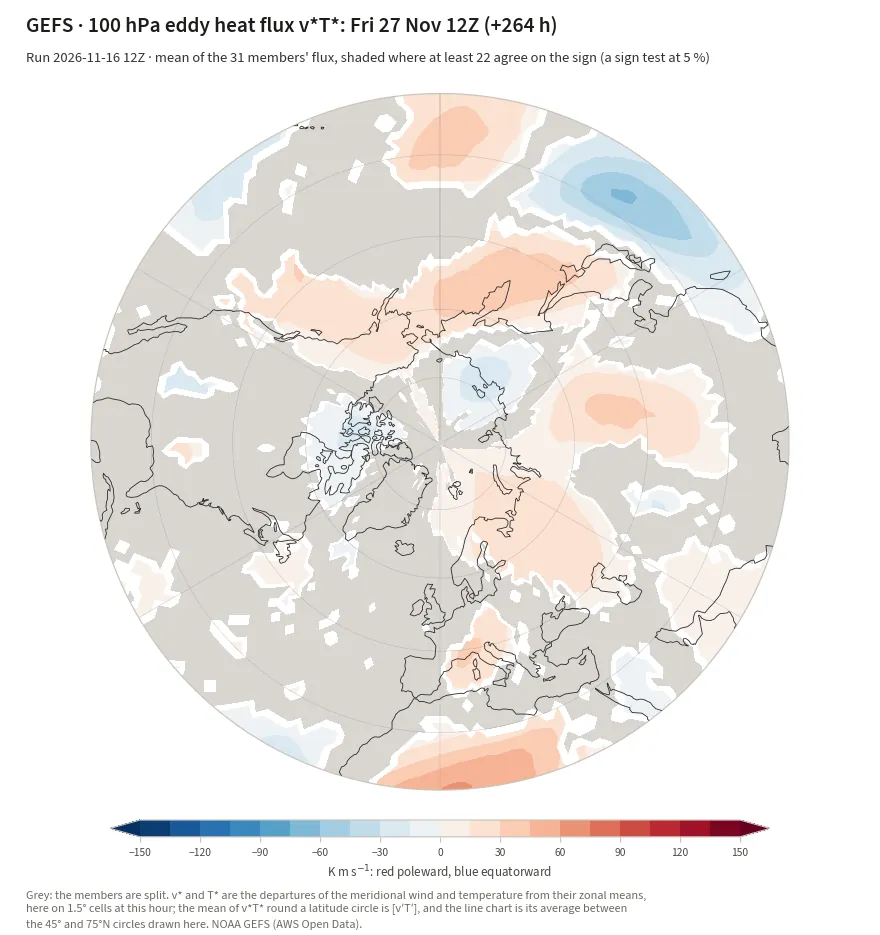 GEFS · 100 hPa eddy heat flux v*T*: Fri 27 Nov 12Z (+264 h)
Run 2026-11-16 12Z · mean of the 31 members' flux, shaded where at least 22 agree on the sign (a sign test at 5 %)
−150 −120 −90 −60 −30 0 30 60 90 120 150
K m s⁻¹: red poleward, blue equatorward
Grey: the members are split. v* and T* are the departures of the meridional wind and temperature from their zonal means,
here on 1.5° cells at this hour; the mean of v*T* round a latitude circle is [v'T'], and the line chart is its average between
the 45° and 75°N circles drawn here. NOAA GEFS (AWS Open Data).